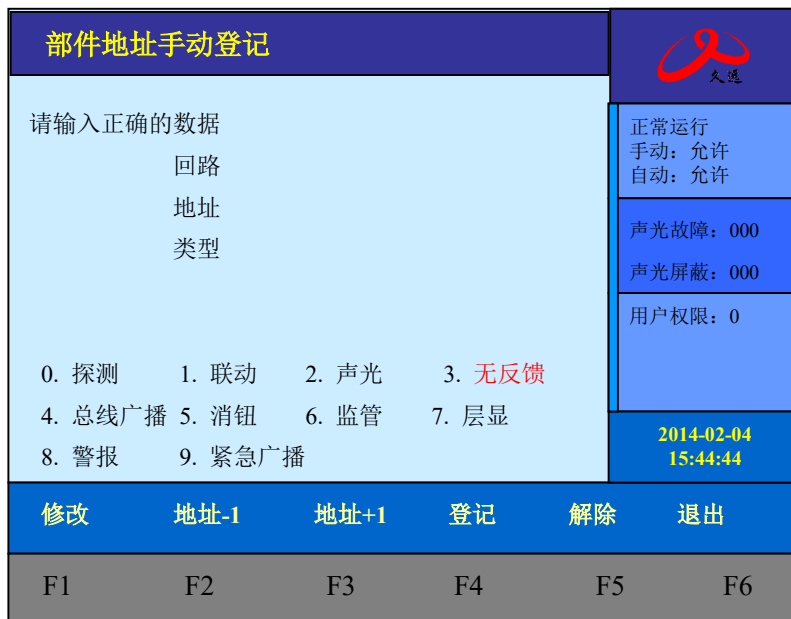 部件地址手动登记
久远
请输入正确的数据
回路
地址
类型
正常运行
手动：允许
自动：允许
声光故障：000
声光屏蔽：000
用户权限：0
0. 探测 1. 联动 2. 声光 3. 无反馈
4. 总线广播 5. 消钮 6. 监管 7. 层显
8. 警报 9. 紧急广播
2014-02-04
15:44:44
修改 地址-1 地址+1 登记 解除 退出
F1 F2 F3 F4 F5 F6